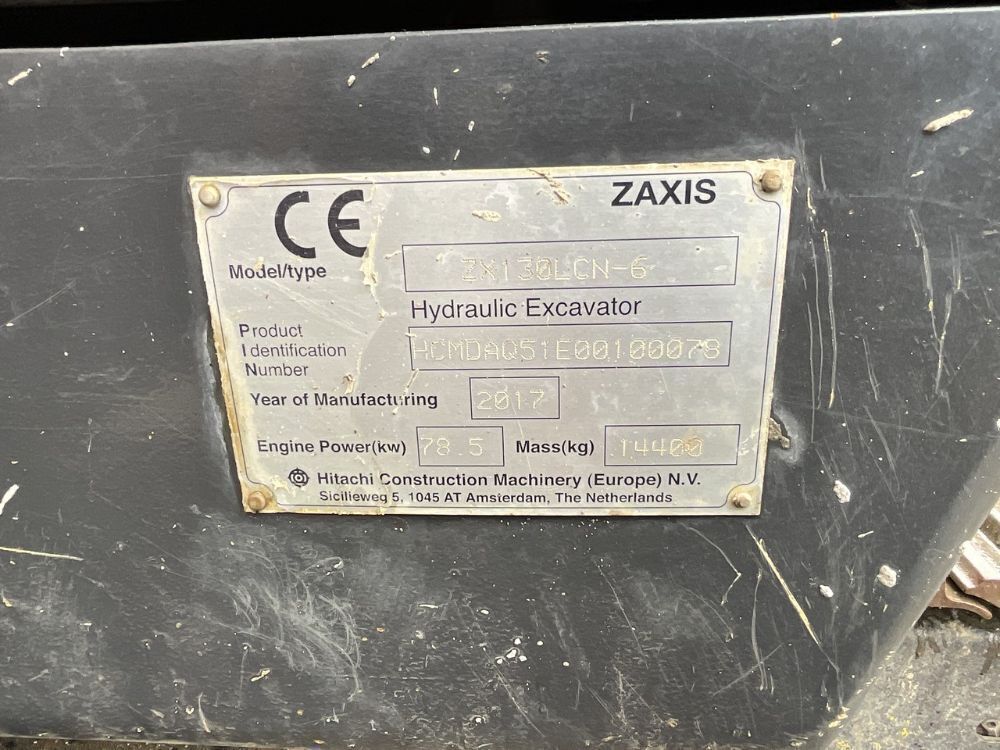 CE
ZAXIS
Model/type ZX130LCN-6
Hydraulic Excavator
Product
Identification HCMDAQ51E00100078
Number
Year of Manufacturing 2017
Engine Power(kw) 78.5 Mass(kg) 14400
Hitachi Construction Machinery (Europe) N.V.
Sicilieweg 5, 1045 AT Amsterdam, The Netherlands